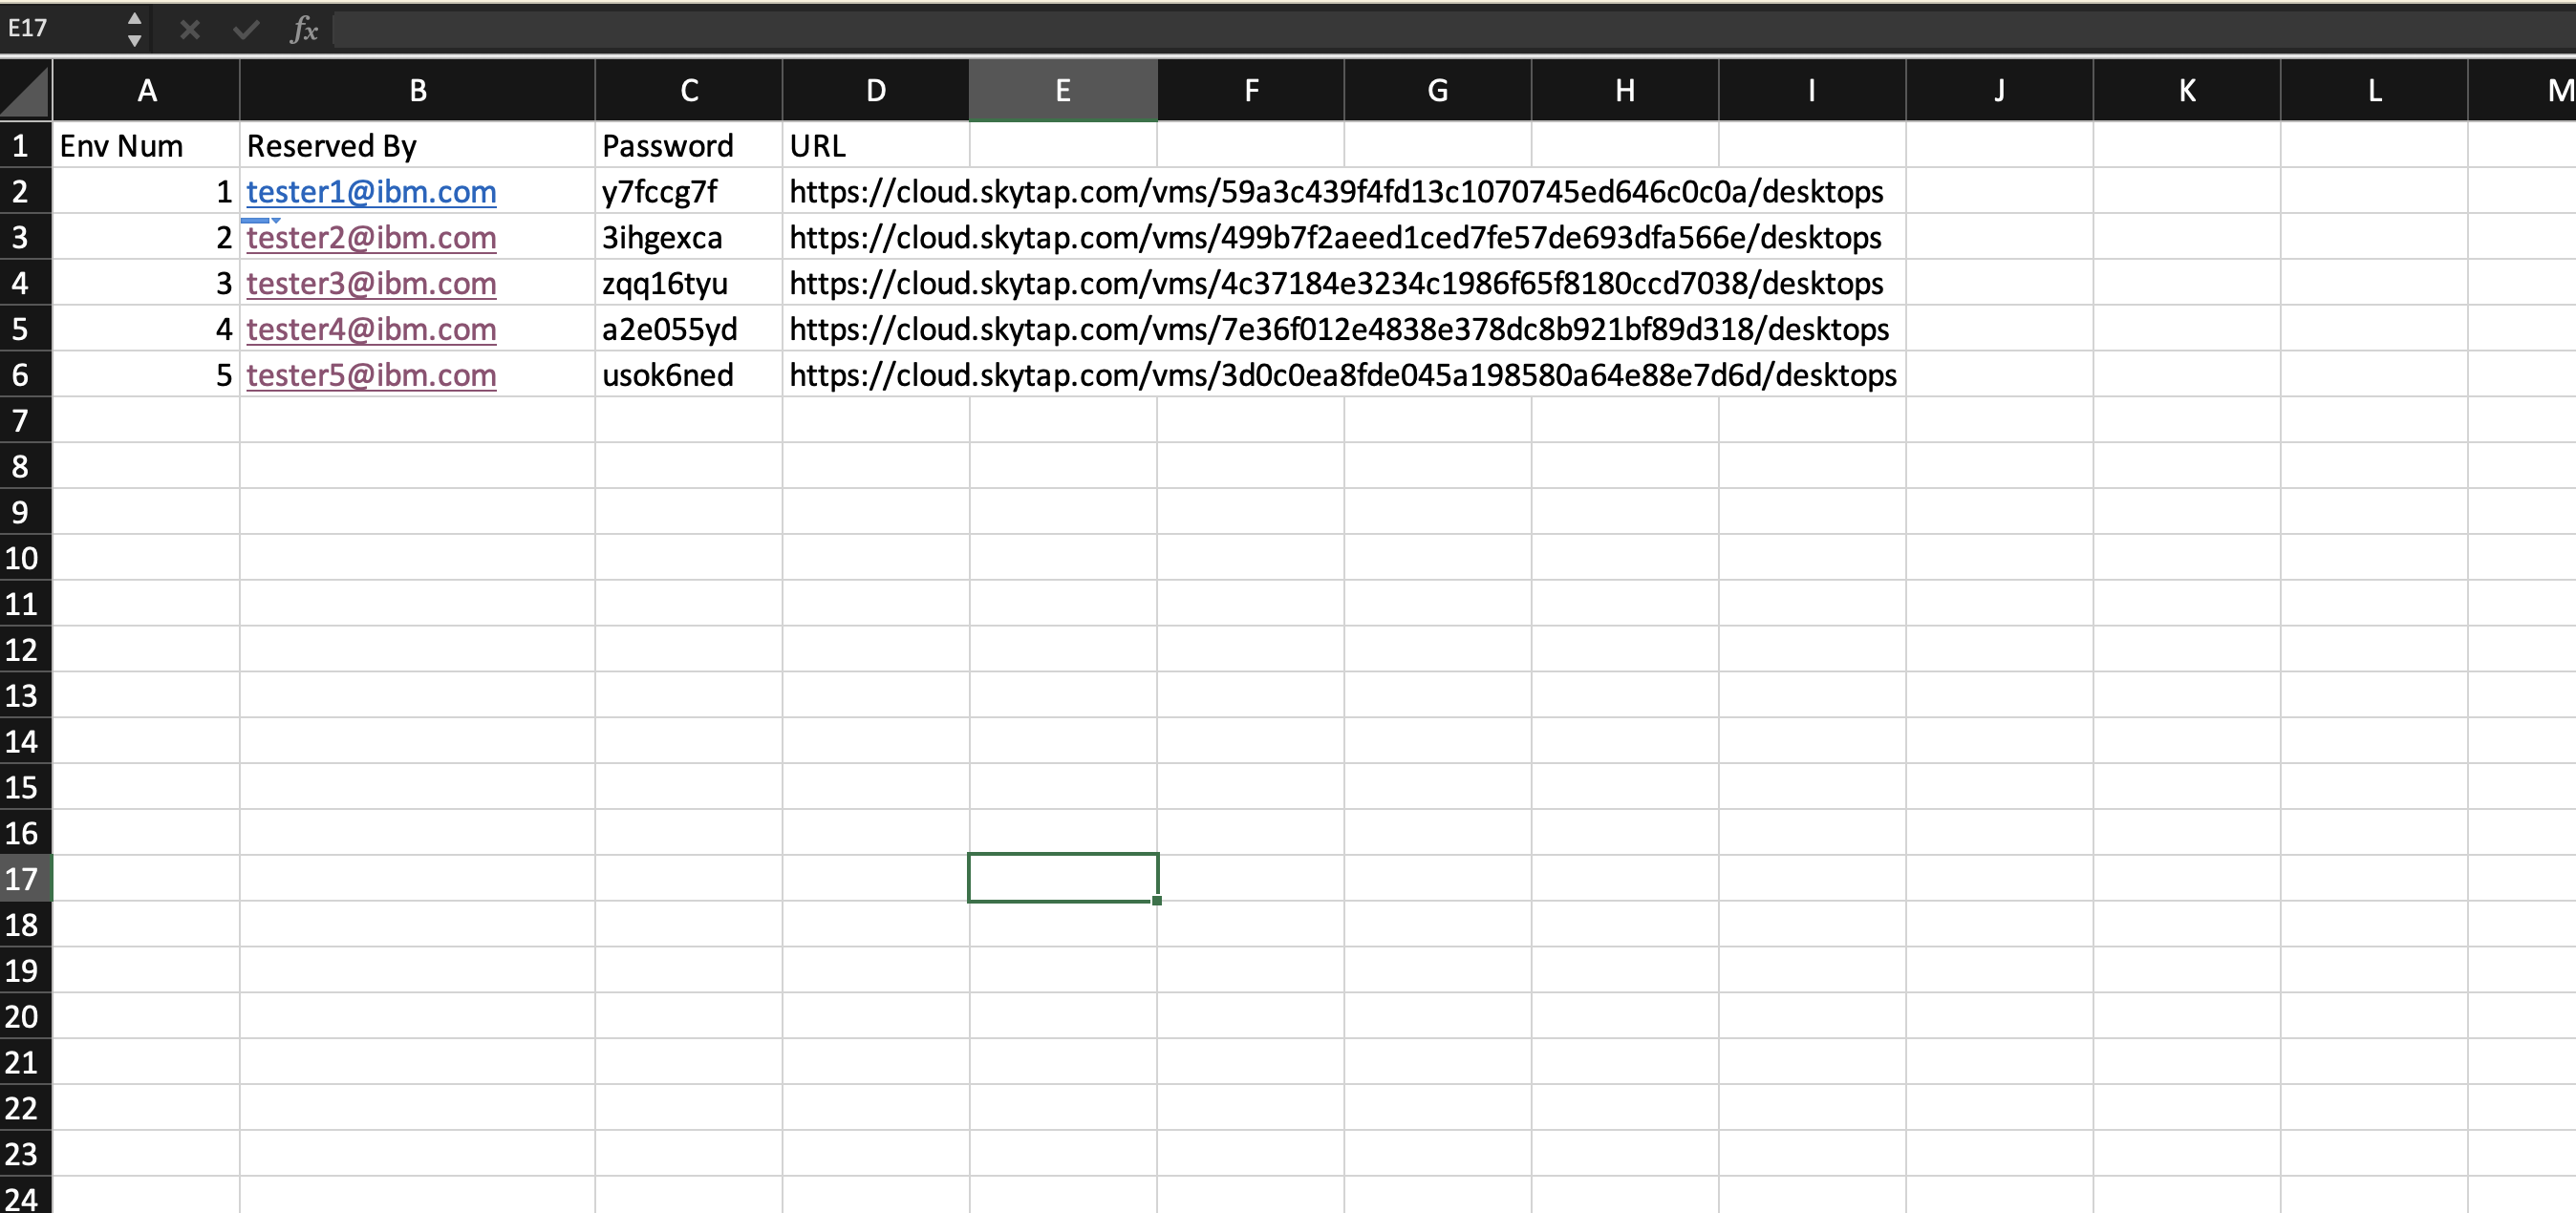 E17 fx
A B C D E F G H I J K L M
1 Env Num Reserved By Password URL
2 1 tester1@ibm.com y7fccg7f https://cloud.skytap.com/vms/59a3c439f4fd13c1070745ed646c0c0a/desktops
3 2 tester2@ibm.com 3ihgexca https://cloud.skytap.com/vms/499b7f2aeed1ced7fe57de693dfa566e/desktops
4 3 tester3@ibm.com zqq16tyu https://cloud.skytap.com/vms/4c37184e3234c1986f65f8180ccd7038/desktops
5 4 tester4@ibm.com a2e055yd https://cloud.skytap.com/vms/7e36f012e4838e378dc8b921bf89d318/desktops
6 5 tester5@ibm.com usok6ned https://cloud.skytap.com/vms/3d0c0ea8fde045a198580a64e88e7d6d/desktops
7
8
9
10
11
12
13
14
15
16
17
18
19
20
21
22
23
24